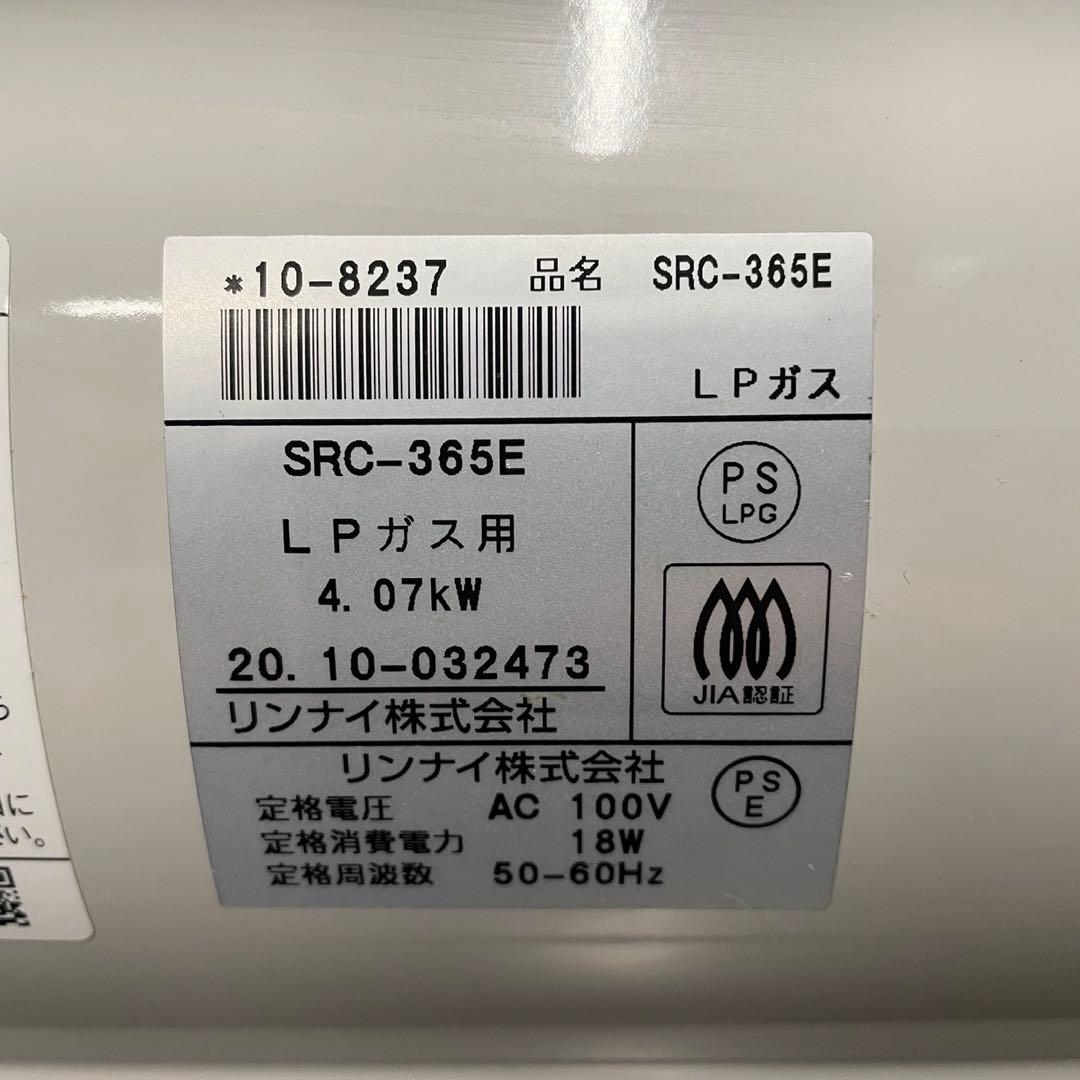 *10-8237 品名 SRC-365E
LPガス
SRC-365E
LPガス用
4.07kW
20.10-032473
リンナイ株式会社
PS
LPG
JIA認証
リンナイ株式会社
定格電圧 AC 100V
定格消費電力 18W
定格周波数 50-60Hz
PS
E
に
い。